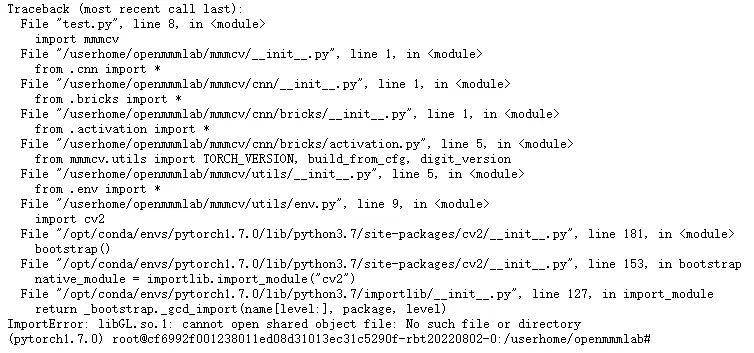 Traceback (most recent call last):
  File "test.py", line 8, in <module>
    import mmmcv
  File "/userhome/openmmmlab/mmmcv/__init__.py", line 1, in <module>
    from .cnn import *
  File "/userhome/openmmmlab/mmmcv/cnn/__init__.py", line 1, in <module>
    from .bricks import *
  File "/userhome/openmmmlab/mmmcv/cnn/bricks/__init__.py", line 1, in <module>
    from .activation import *
  File "/userhome/openmmmlab/mmmcv/cnn/bricks/activation.py", line 5, in <module>
    from mmmcv.utils import TORCH_VERSION, build_from_cfg, digit_version
  File "/userhome/openmmmlab/mmmcv/utils/__init__.py", line 5, in <module>
    from .env import *
  File "/userhome/openmmmlab/mmmcv/utils/env.py", line 9, in <module>
    import cv2
  File "/opt/conda/envs/pytorch1.7.0/lib/python3.7/site-packages/cv2/__init__.py", line 181, in <module>
    bootstrap()
  File "/opt/conda/envs/pytorch1.7.0/lib/python3.7/site-packages/cv2/__init__.py", line 153, in bootstrap
    native_module = importlib.import_module("cv2")
  File "/opt/conda/envs/pytorch1.7.0/lib/python3.7/importlib/__init__.py", line 127, in import_module
    return _bootstrap._gcd_import(name[level:], package, level)
ImportError: libGL.so.1: cannot open shared object file: No such file or directory
(pytorch1.7.0) root@cf6992f001238011ed08d31013ec31c5290f-rbt20220802-0:/userhome/openmmmlab#